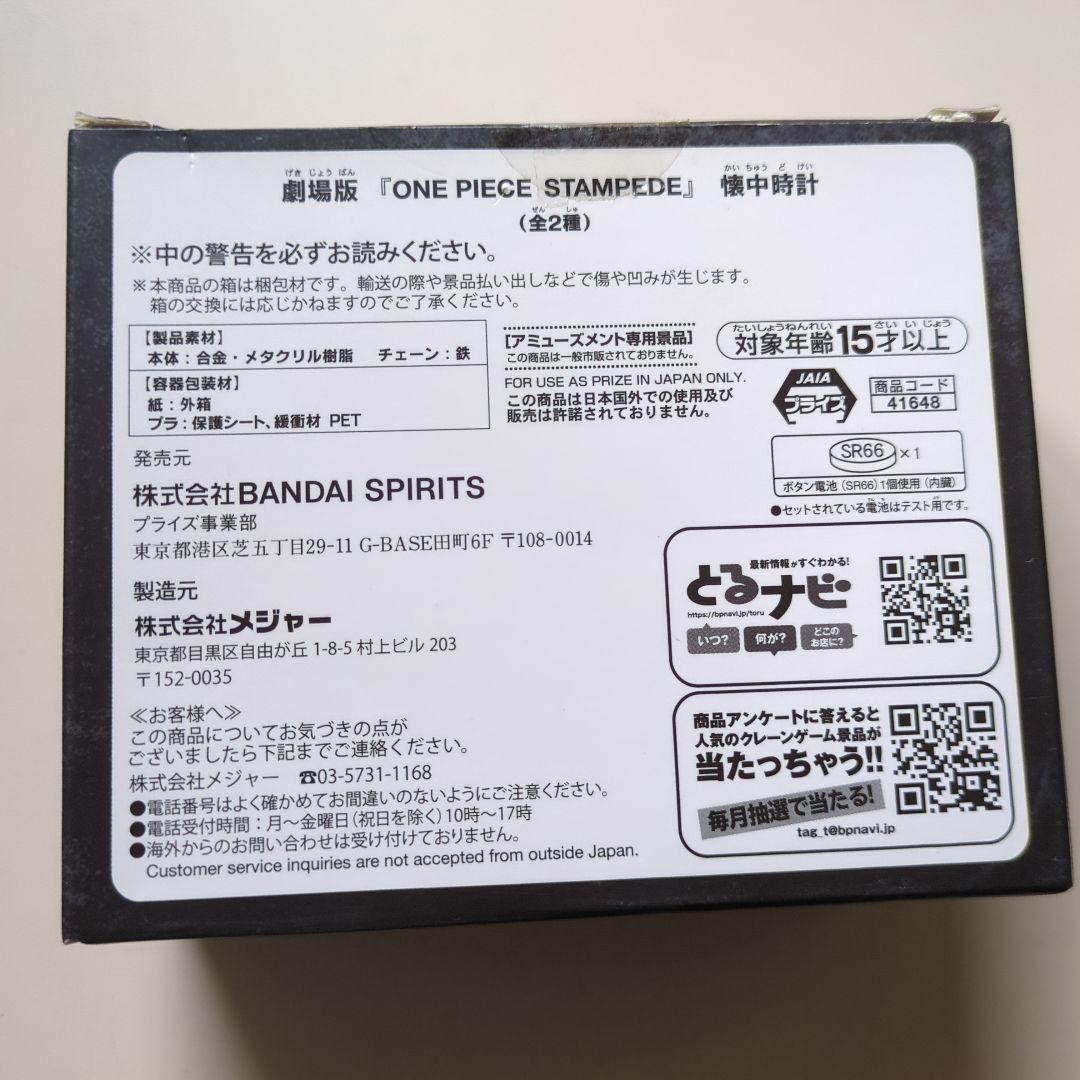 劇場版『ONE PIECE STAMPEDE』 懐中時計
げき じょう ばん
かい ちゅう ど けい
(全2種)
ぜん しゅ
※中の警告を必ずお読みください。
※本商品の箱は梱包材です。輸送の際や景品払い出しなどで傷や凹みが生じます。
箱の交換には応じかねますのでご了承ください。
【製品素材】
本体：合金・メタクリル樹脂 チェーン：鉄
【容器包装材】
紙：外箱
プラ：保護シート、緩衝材 PET
[アミューズメント専用景品]
この商品は一般市販されておりません。
FOR USE AS PRIZE IN JAPAN ONLY.
この商品は日本国外での使用及び
販売は許諾されておりません。
たいしょうねんれい さい いじょう
対象年齢15才以上
JAIA
プライズ
商品コード
41648
SR66 ×1
ボタン電池（SR66）1個使用（内臓）
●セットされている電池はテスト用です。
発売元
株式会社BANDAI SPIRITS
プライズ事業部
東京都港区芝五丁目29-11 G-BASE田町6F 〒108-0014
製造元
株式会社メジャー
東京都目黒区自由が丘 1-8-5 村上ビル 203
〒152-0035
≪お客様へ≫
この商品についてお気づきの点が
ございましたら下記までご連絡ください。
株式会社メジャー ☎03-5731-1168
●電話番号はよく確かめてお間違いのないようにご注意ください。
●電話受付時間：月～金曜日（祝日を除く）10時～17時
●海外からのお問い合わせは受け付けておりません。
Customer service inquiries are not accepted from outside Japan.
最新情報がすぐわかる!
とるナビ
https://bpnavi.jp/toru
いつ?
何が?
どこの
お店に?
商品アンケートに答えると
人気のクレーンゲーム景品が
当たっちゃう!!
毎月抽選で当たる!
tag_t@bpnavi.jp